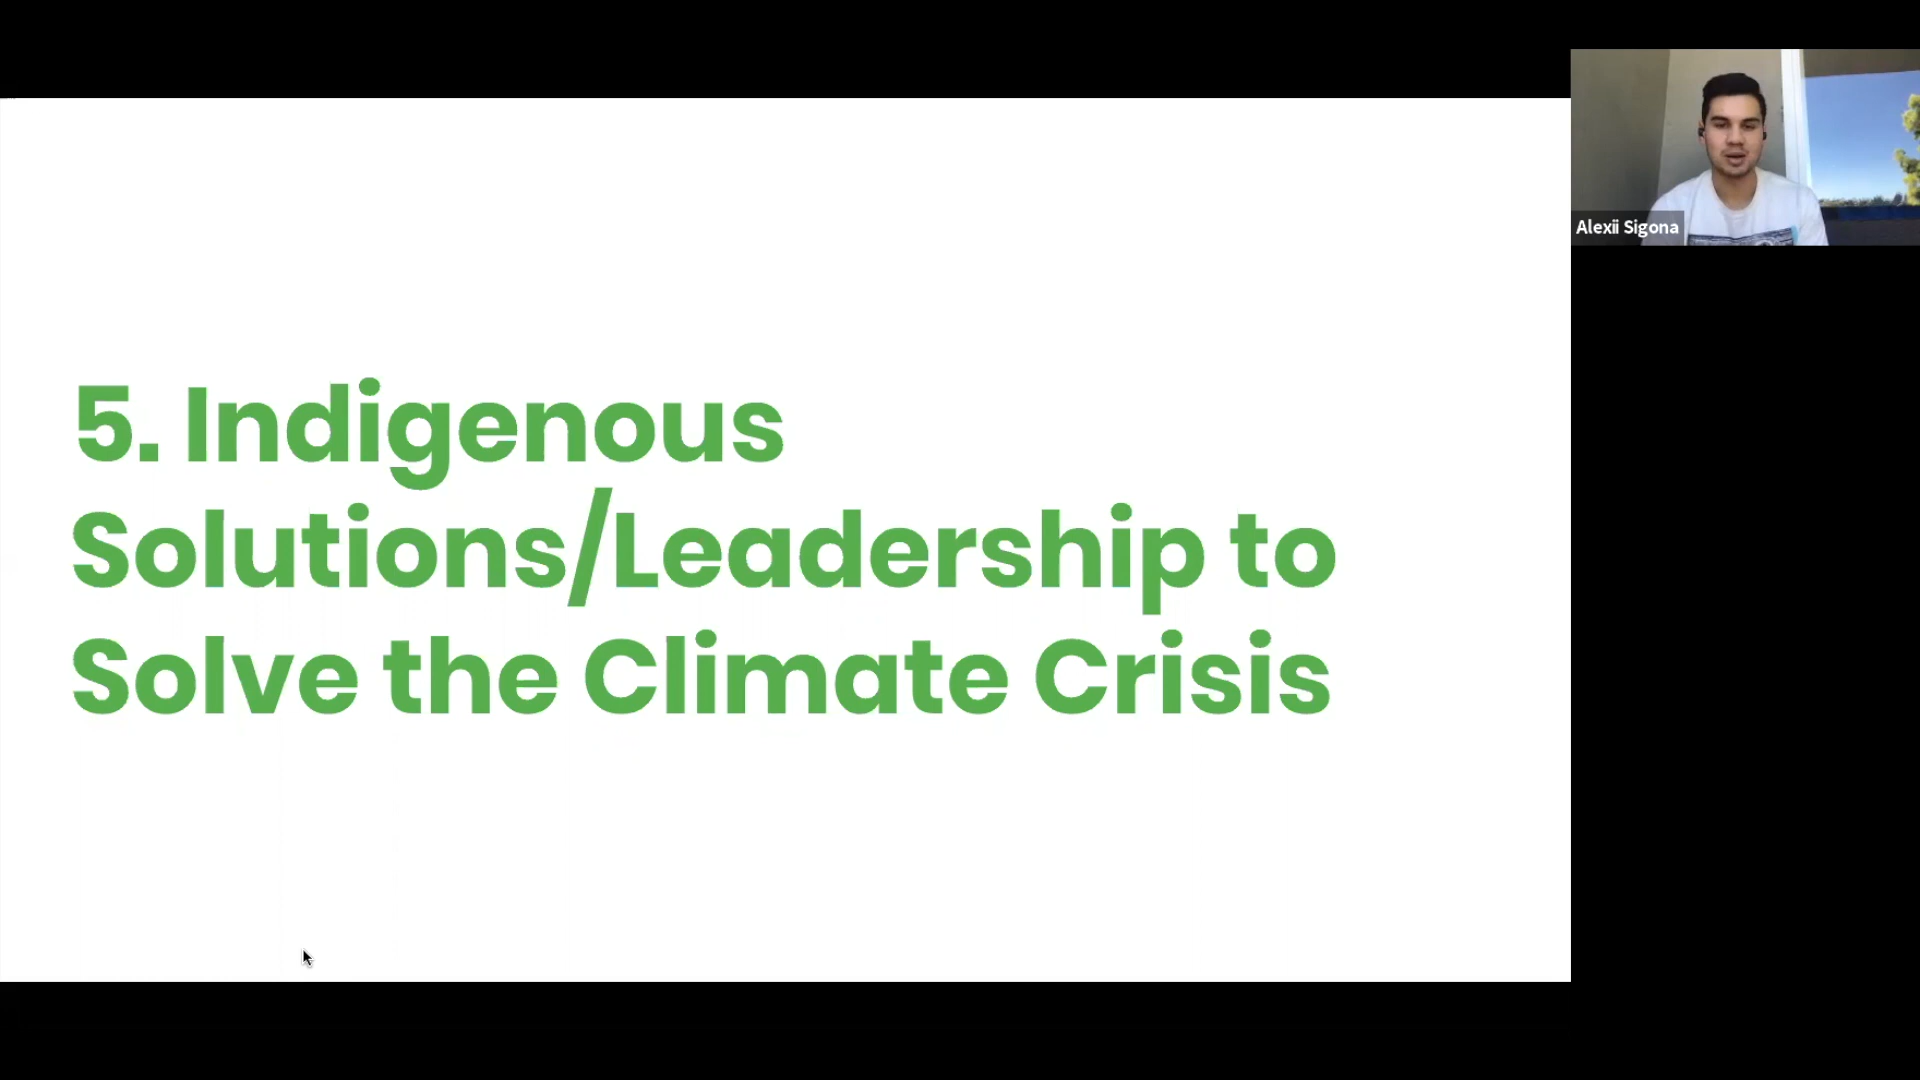 5. Indigenous
Solutions/Leadership to
Solve the Climate Crisis
Alexii Sigona